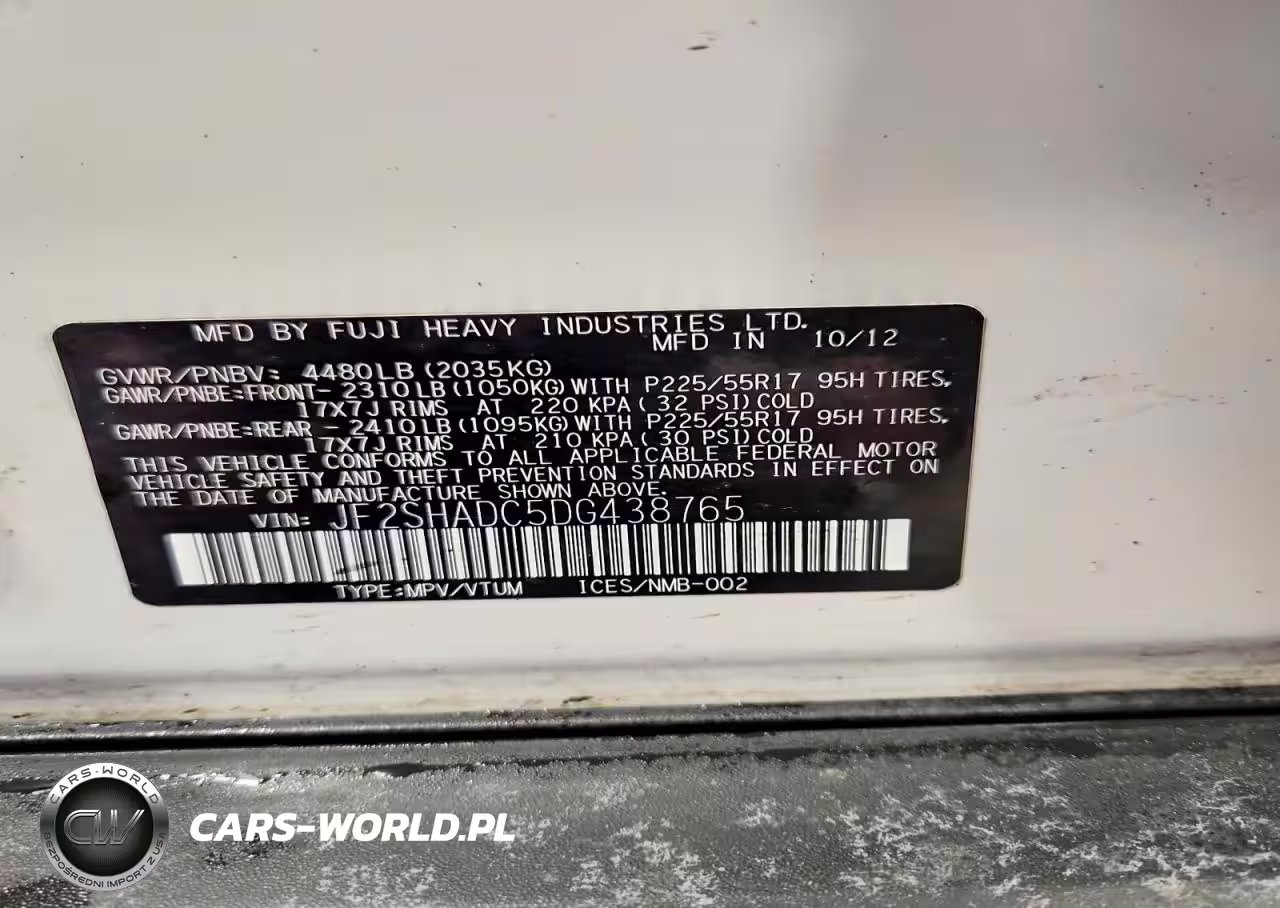 MFD BY FUJI HEAVY INDUSTRIES LTD.
MFD IN 10/12
GVWR/PNBV: 4480LB(2035KG)
GAWR/PNBE:FRONT- 2310LB(1050KG)WITH P225/55R17 95H TIRES,
17X7J RIMS AT 220 KPA( 32 PSI)COLD
GAWR/PNBE:REAR - 2410LB(1095KG)WITH P225/55R17 95H TIRES,
17X7J RIMS AT 210 KPA( 30 PSI)COLD
THIS VEHICLE CONFORMS TO ALL APPLICABLE FEDERAL MOTOR
VEHICLE SAFETY AND THEFT PREVENTION STANDARDS IN EFFECT ON
THE DATE OF MANUFACTURE SHOWN ABOVE.
VIN: JF2SHADC5DG438765
TYPE:MPV/VTUM ICES/NMB-002
CARS-WORLD
CW
BEZPOŚREDNI IMPORT Z USA
CARS-WORLD.PL